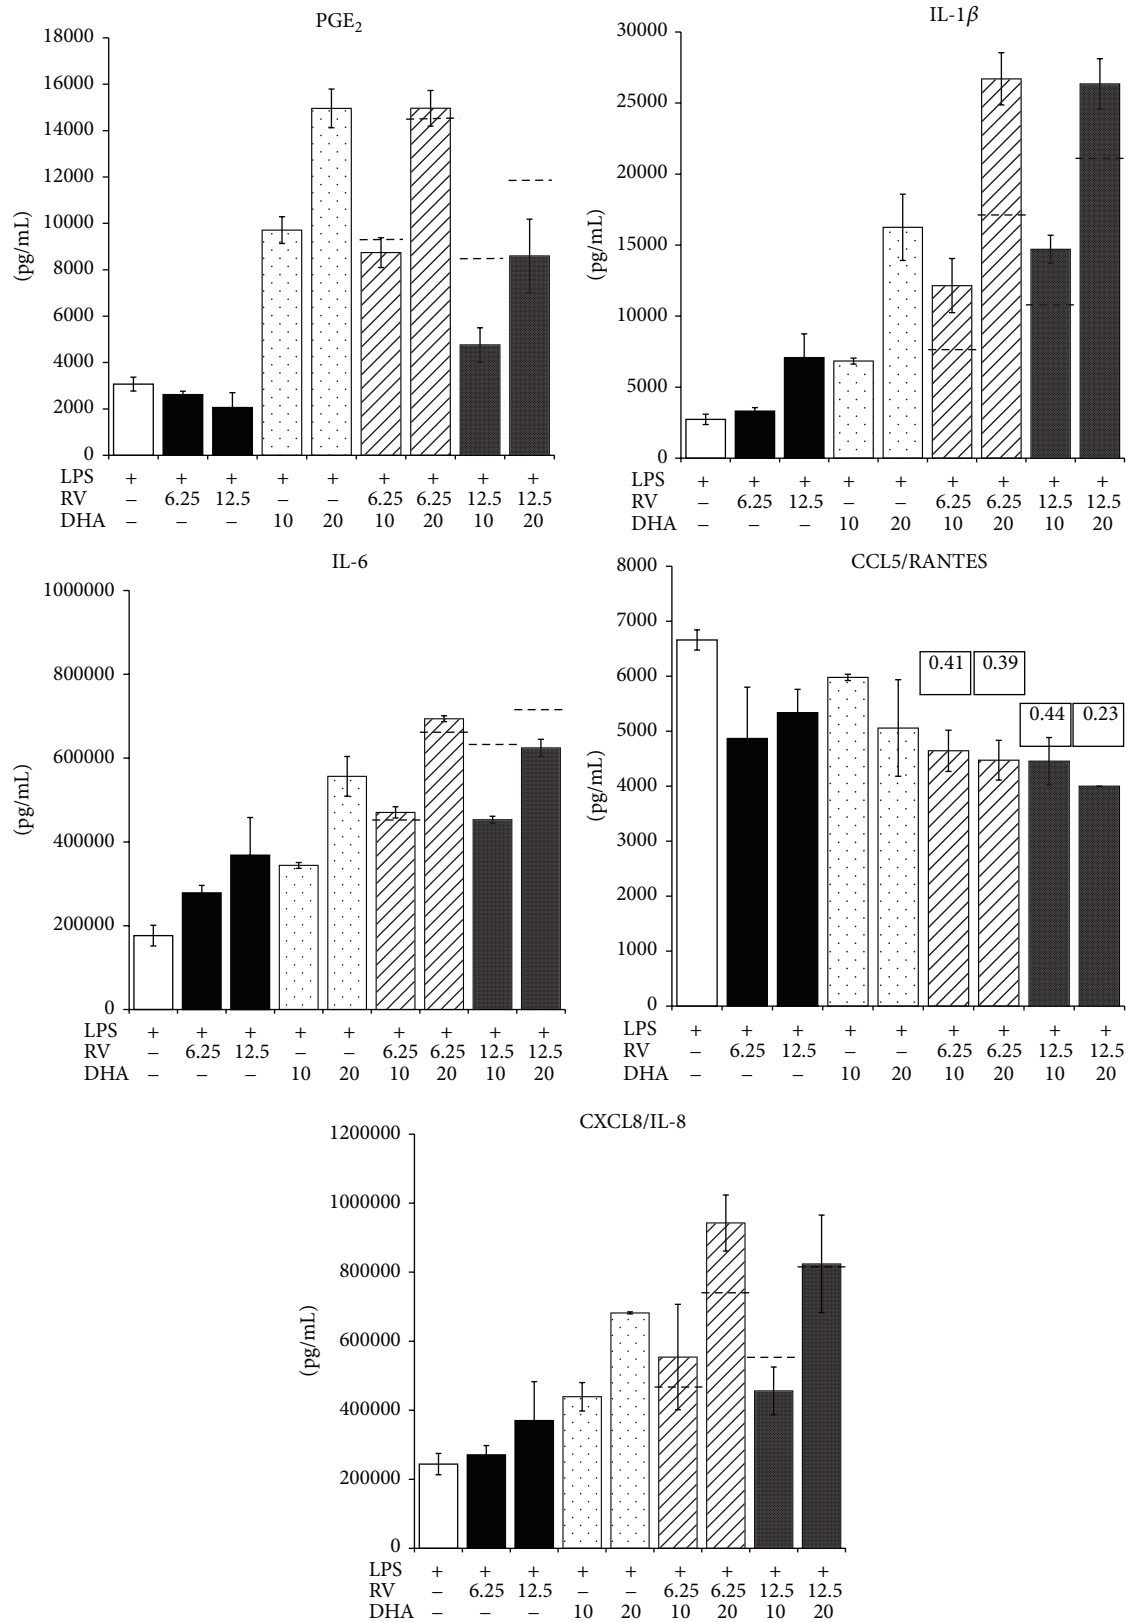 PGE2
18000
16000
14000
12000
10000
8000
6000
4000
2000
0
(pg/mL)
LPS + + + + + + + + +
RV – 6.25 12.5 – – 6.25 6.25 12.5 12.5
DHA – – – 10 20 10 20 10 20
IL-1β
30000
25000
20000
15000
10000
5000
0
(pg/mL)
LPS + + + + + + + + +
RV – 6.25 12.5 – – 6.25 6.25 12.5 12.5
DHA – – – 10 20 10 20 10 20
IL-6
1000000
800000
600000
400000
200000
0
(pg/mL)
LPS + + + + + + + + +
RV – 6.25 12.5 – – 6.25 6.25 12.5 12.5
DHA – – – 10 20 10 20 10 20
CCL5/RANTES
8000
7000
6000
5000
4000
3000
2000
1000
0
(pg/mL)
0.41 0.39
0.44 0.23
LPS + + + + + + + + +
RV – 6.25 12.5 – – 6.25 6.25 12.5 12.5
DHA – – – 10 20 10 20 10 20
CXCL8/IL-8
1200000
1000000
800000
600000
400000
200000
0
(pg/mL)
LPS + + + + + + + + +
RV – 6.25 12.5 – – 6.25 6.25 12.5 12.5
DHA – – – 10 20 10 20 10 20